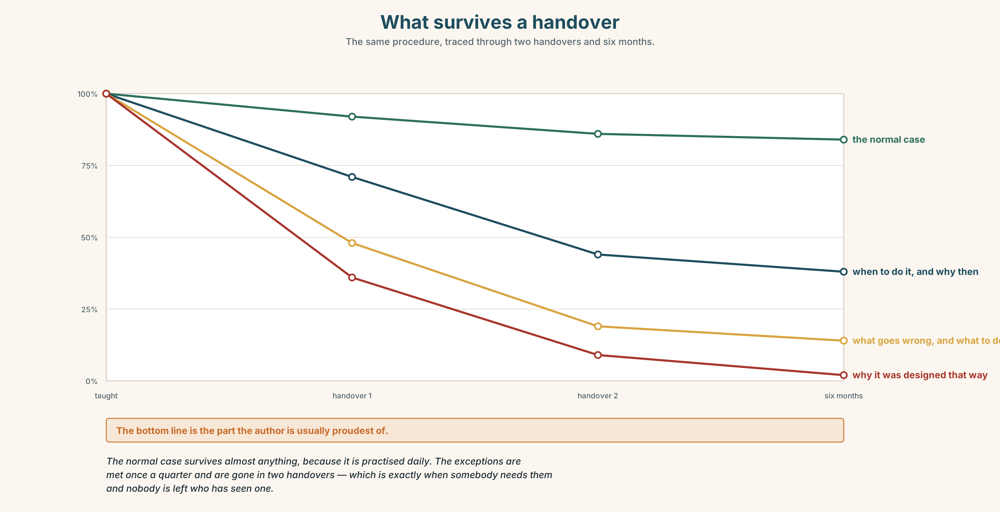 What survives a handover
The same procedure, traced through two handovers and six months.
100%
75%
50%
25%
0%
the normal case
when to do it, and why then
what goes wrong, and what to
why it was designed that way
taught
handover 1
handover 2
six months
The bottom line is the part the author is usually proudest of.
The normal case survives almost anything, because it is practised daily. The exceptions are
met once a quarter and are gone in two handovers — which is exactly when somebody needs them
and nobody is left who has seen one.